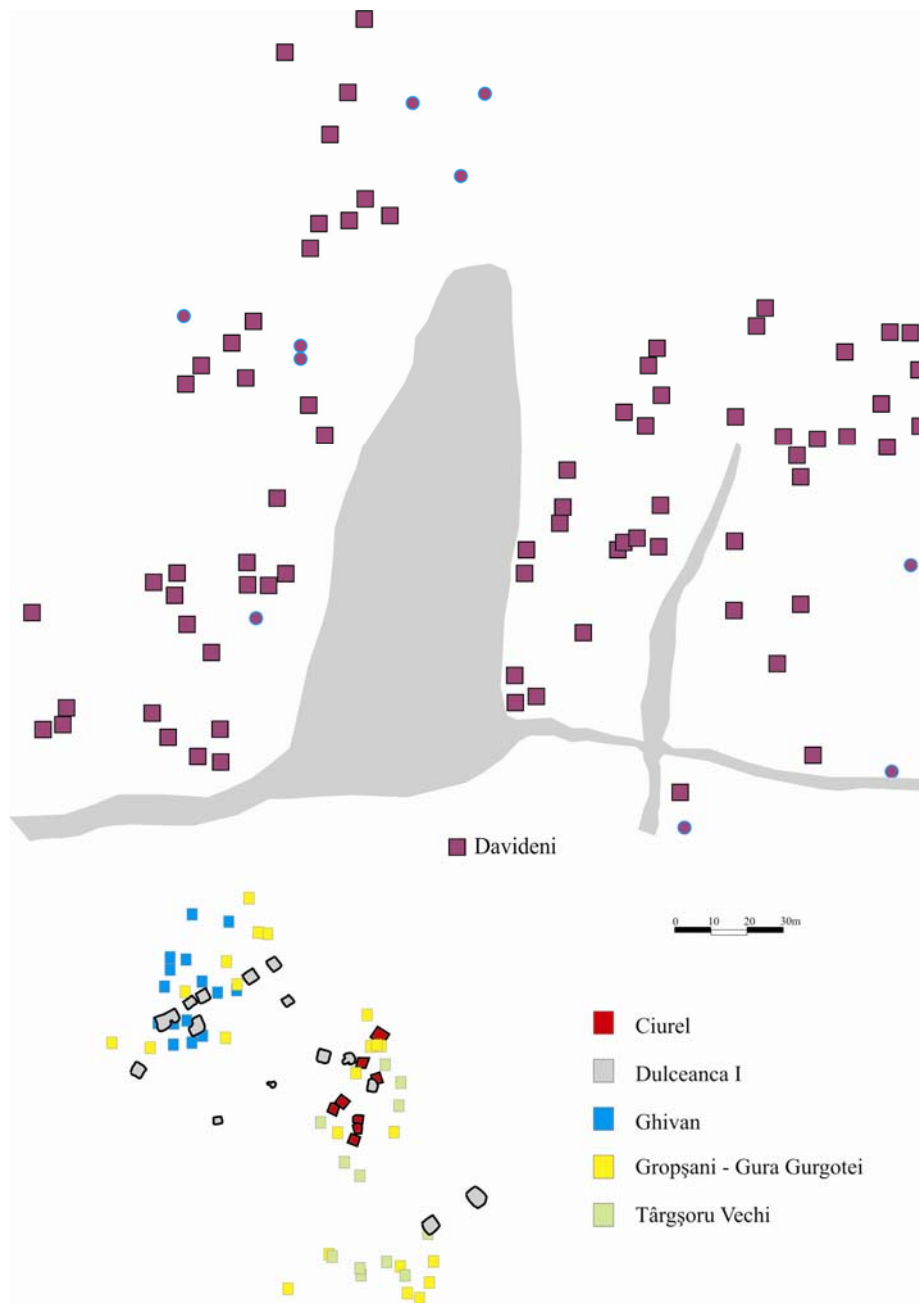 Davideni
0 10 20 30m
Ciurel
Dulceanca I
Ghivan
Gropşani - Gura Gurgotei
Târgşoru Vechi